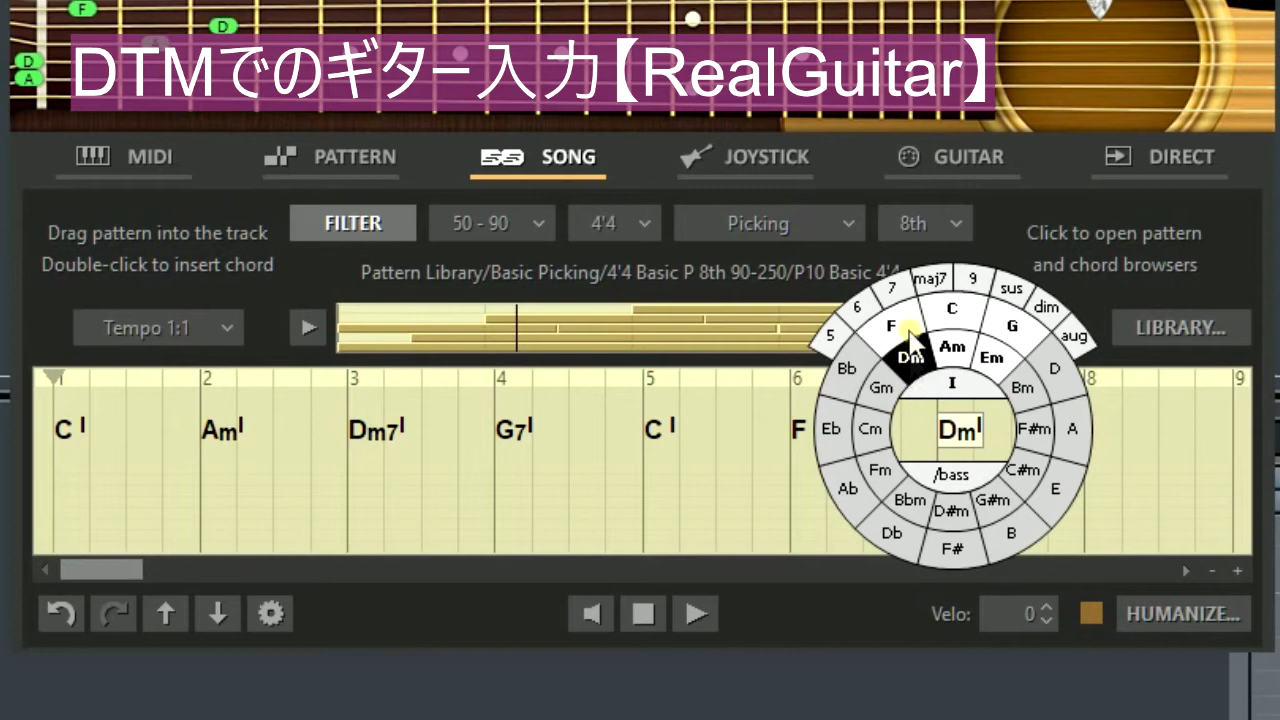 F
D
D
A
DTMでのギター入力【RealGuitar】
MIDI PATTERN SONG JOYSTICK GUITAR DIRECT
Drag pattern into the track
Double-click to insert chord
FILTER 50 - 90 4'4 Picking 8th
Click to open pattern
and chord browsers
Pattern Library/Basic Picking/4'4 Basic P 8th 90-250/P10 Basic 4'4
Tempo 1:1
LIBRARY...
5 6 7 maj7 9 sus dim aug
F C G
Dm Am Em
Bb D
Gm I Bm
Eb Cm Dm I F#m A
Fm /bass C#m
Ab Bbm D#m G#m E
Db F# B
1 2 3 4 5 6 8 9
C I Am I Dm7 I G7 I C I F
Velo: 0 HUMANIZE...